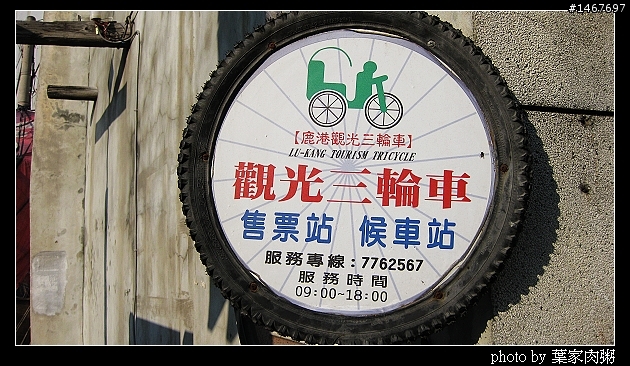 #1467697
【鹿港觀光三輪車】
LU-KANG TOURISM TRICYCLE
觀光三輪車
售票站 候車站
服務專線:7762567
服務時間
09:00~18:00
photo by 葉家肉粥